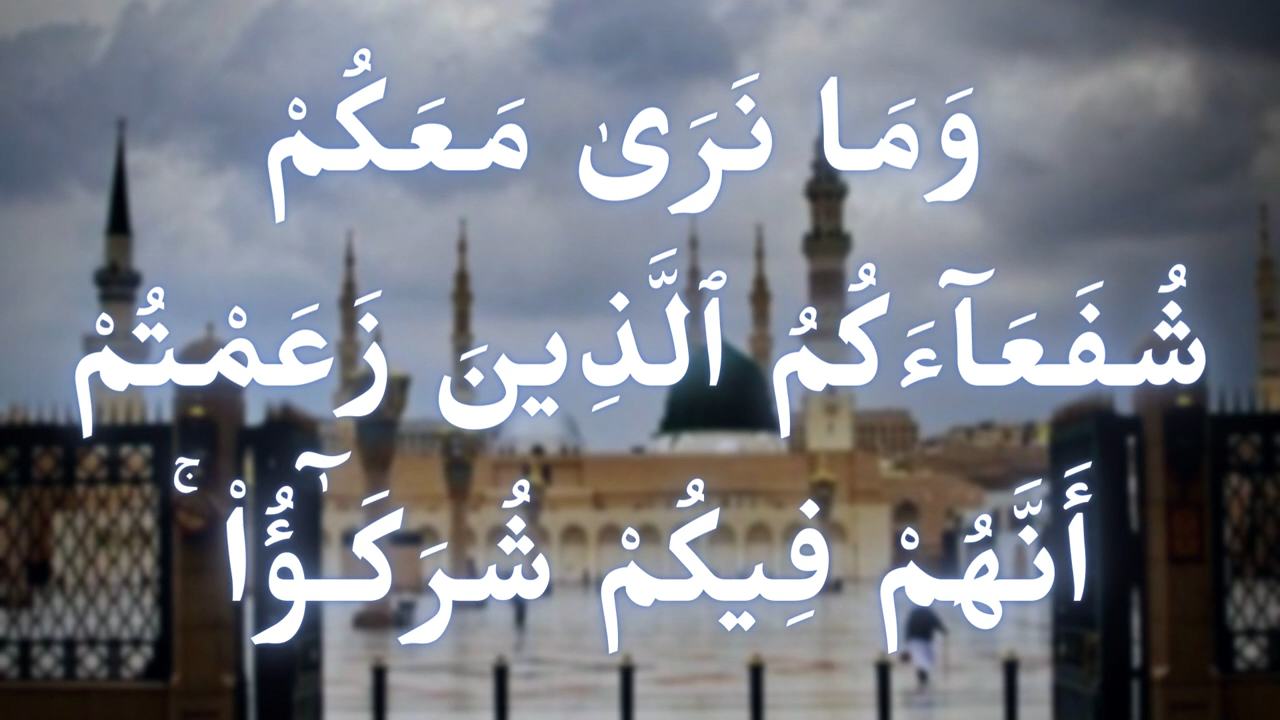 وَمَا نَرَىٰ مَعَكُمْ
شُفَعَآءَكُمُ ٱلَّذِينَ زَعَمْتُمْ
أَنَّهُمْ فِيكُمْ شُرَكَـٰٓؤُا۟ ۚ